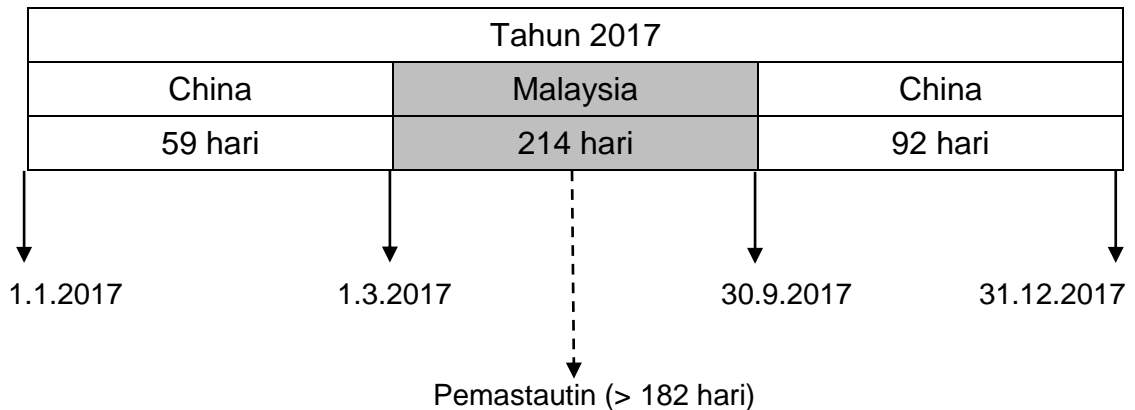 Tahun 2017
China Malaysia China
59 hari 214 hari 92 hari
1.1.2017 1.3.2017 30.9.2017 31.12.2017
Pemastautin (> 182 hari)